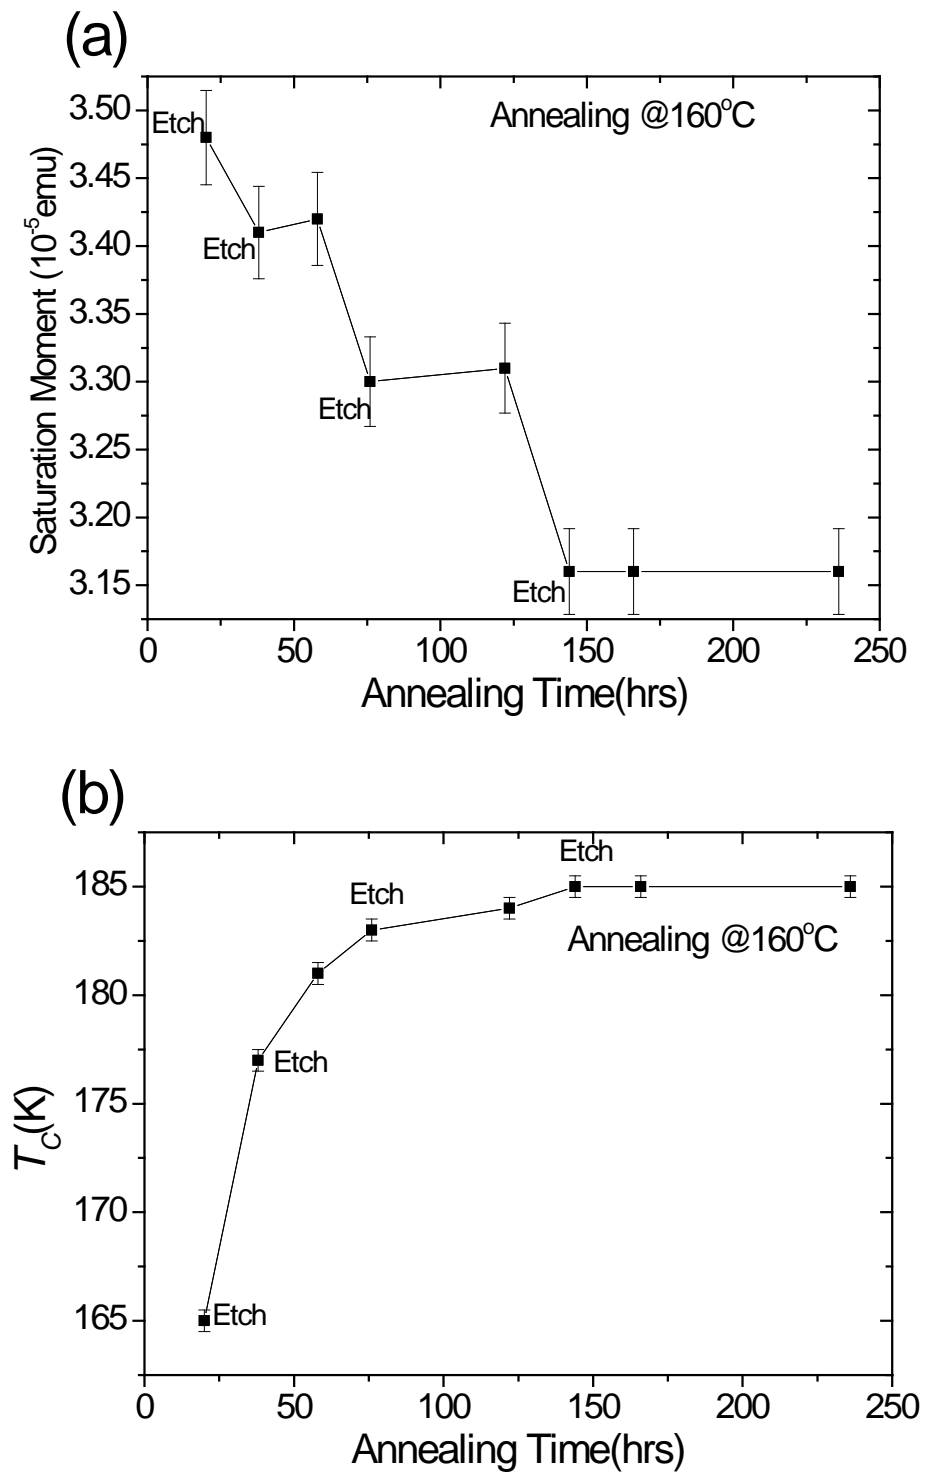 (a)
Annealing @160°C
Etch
Etch
Etch
Etch
3.50
3.45
3.40
3.35
3.30
3.25
3.20
3.15
Saturation Moment (10⁻⁵emu)
0 50 100 150 200 250
Annealing Time(hrs)
(b)
Etch
Etch
Annealing @160°C
Etch
Etch
185
180
175
170
165
T_C(K)
0 50 100 150 200 250
Annealing Time(hrs)